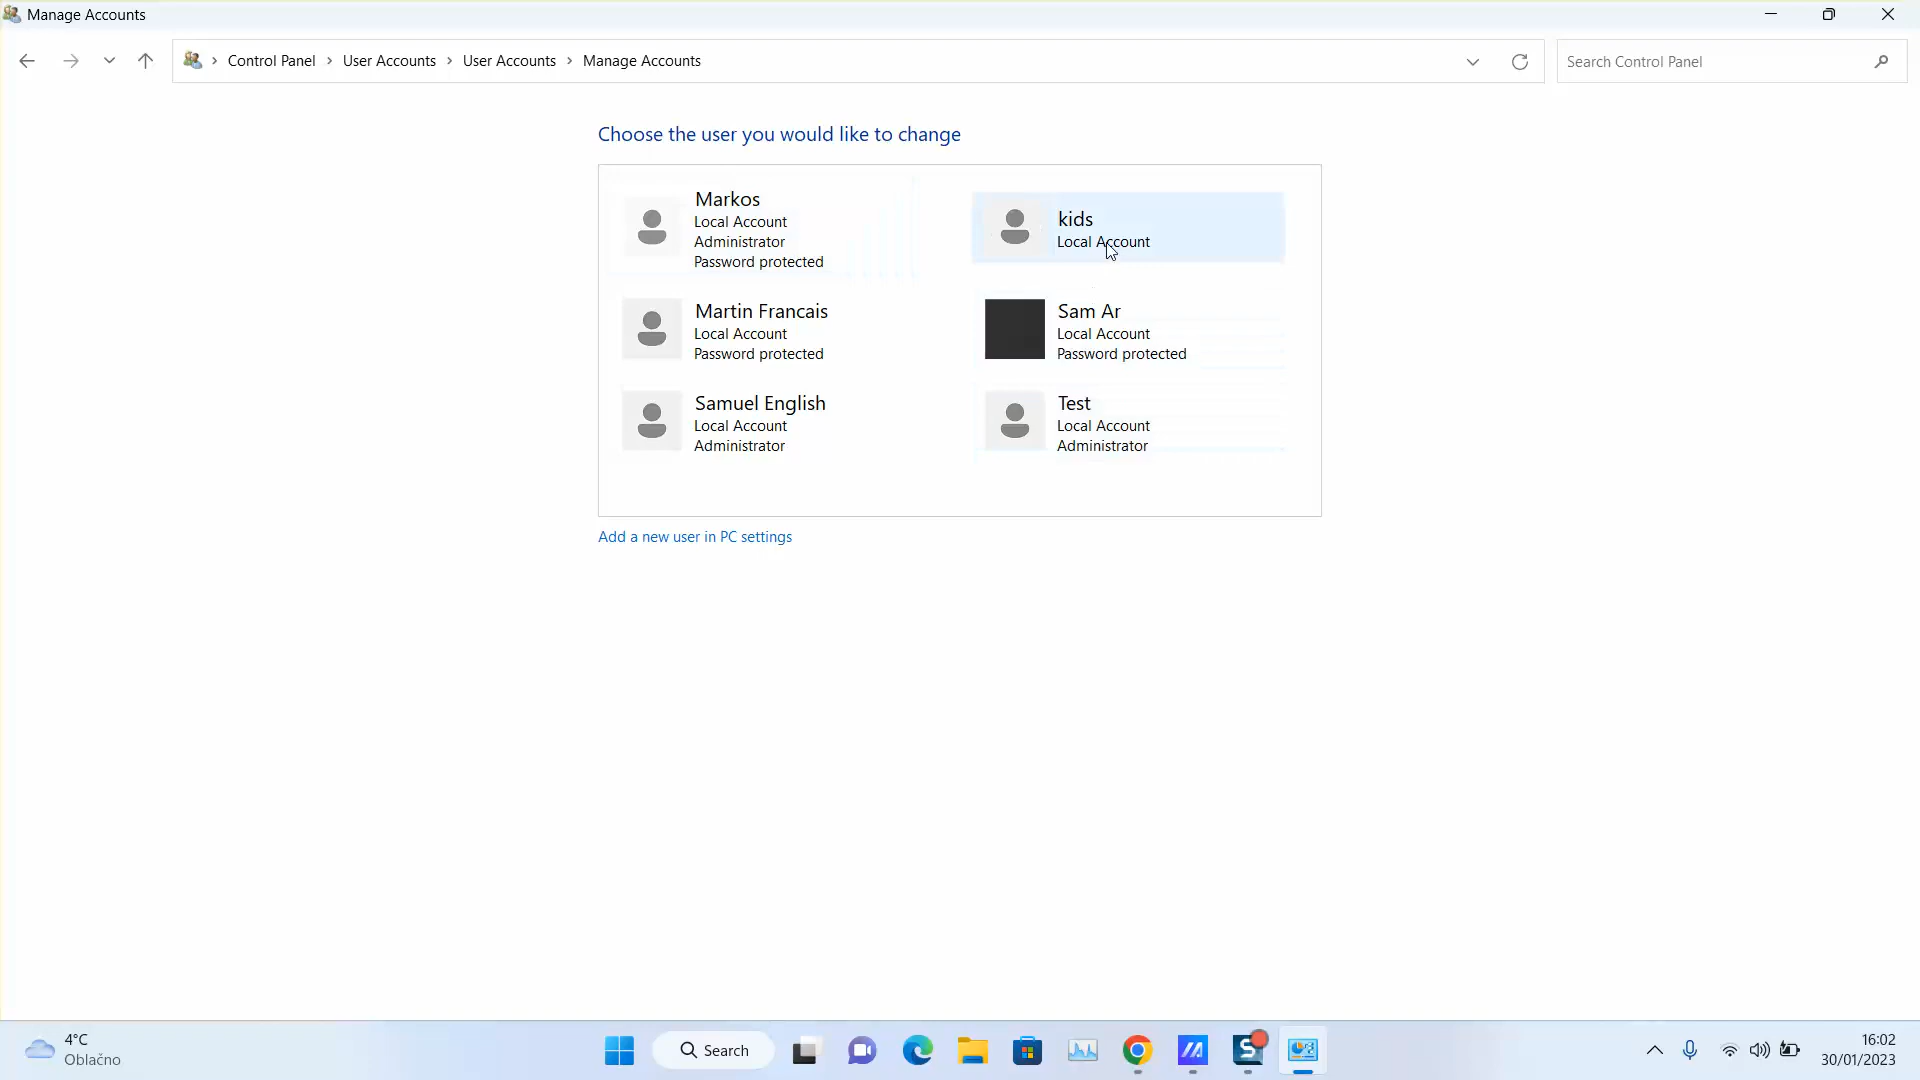 Manage Accounts
Control Panel › User Accounts › User Accounts › Manage Accounts
Search Control Panel
Choose the user you would like to change
Markos
Local Account
Administrator
Password protected
kids
Local Account
Martin Francais
Local Account
Password protected
Sam Ar
Local Account
Password protected
Samuel English
Local Account
Administrator
Test
Local Account
Administrator
Add a new user in PC settings
4°C
Oblačno
Search
S
16:02
30/01/2023